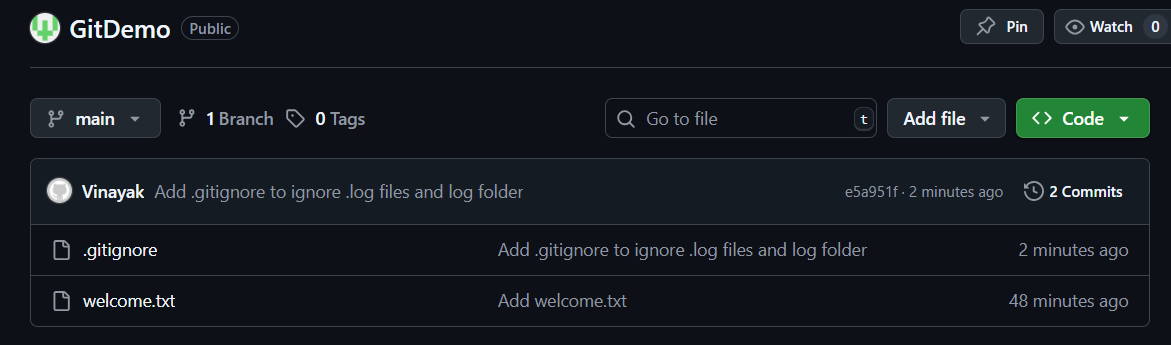 GitDemo Public Pin Watch 0
main 1 Branch 0 Tags Go to file t Add file Code
Vinayak Add .gitignore to ignore .log files and log folder e5a951f · 2 minutes ago 2 Commits
.gitignore Add .gitignore to ignore .log files and log folder 2 minutes ago
welcome.txt Add welcome.txt 48 minutes ago